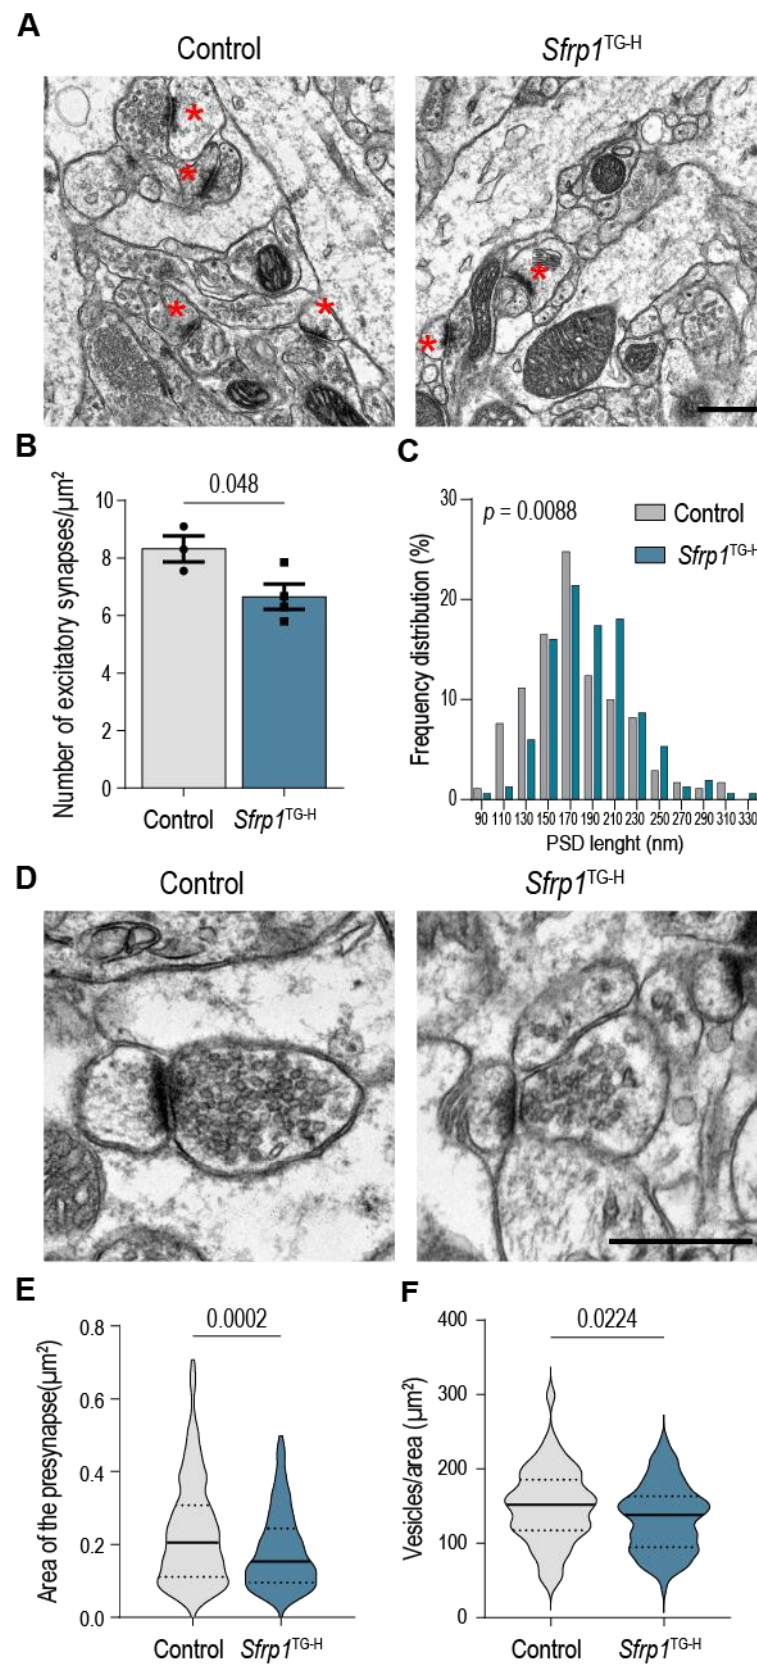 A
Control
Sfrp1TG-H
B
Number of excitatory synapses/µm²
10
8
6
4
2
0
0.048
Control
Sfrp1TG-H
C
Frequency distribution (%)
30
20
10
0
p = 0.0088
Control
Sfrp1TG-H
90 110 130 150 170 190 210 230 250 270 290 310 330
PSD lenght (nm)
D
Control
Sfrp1TG-H
E
Area of the presynapse(µm²)
0.8
0.6
0.4
0.2
0.0
0.0002
Control
Sfrp1TG-H
F
Vesicles/area (µm²)
400
300
200
100
0
0.0224
Control
Sfrp1TG-H